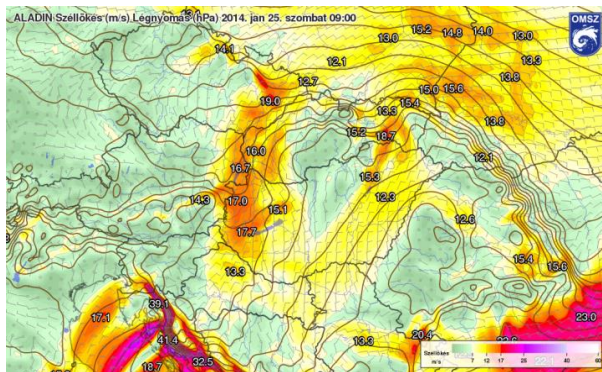 ALADIN Széllökés (m/s) Légnyomás (hPa) 2014. jan 25. szombat 09:00
OMSZ
13.0 15.2 14.8 14.0 13.0
14.1 12.1 13.3
12.7 13.8
19.0 15.0 15.6
13.3 15.4
13.8
15.2 18.7
16.0 12.1
16.7 15.3
14.3 17.0 12.3
15.1 12.6
17.7
15.4
13.3 15.6
39.1
17.1 23.0
41.4 13.3 20.4
18.7 32.5
Széllökés
m/s
7 12 17 25 40 60